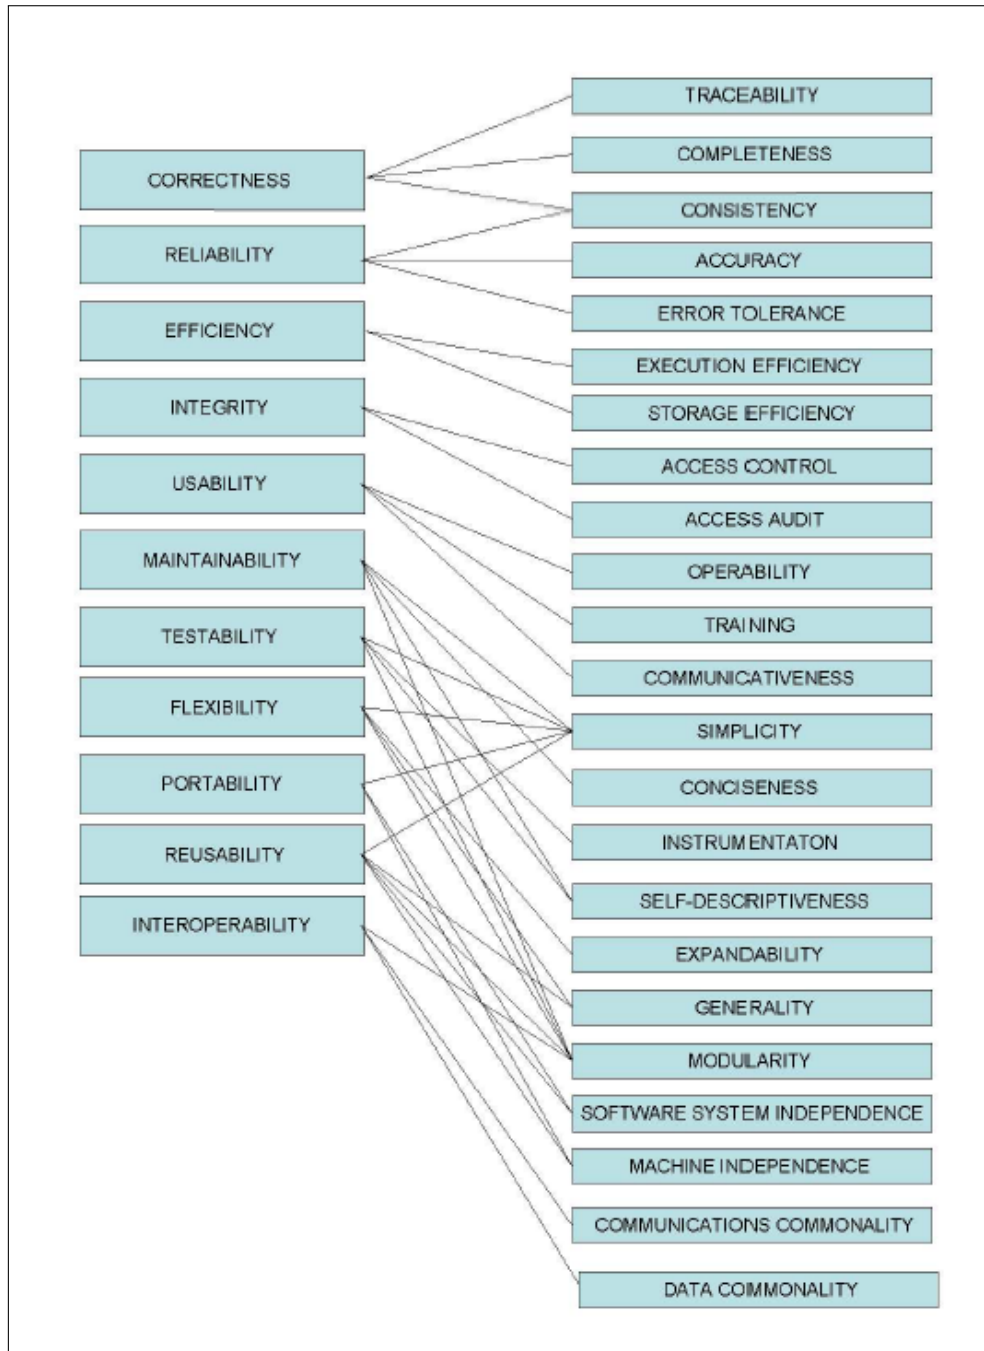 CORRECTNESS
RELIABILITY
EFFICIENCY
INTEGRITY
USABILITY
MAINTAINABILITY
TESTABILITY
FLEXIBILITY
PORTABILITY
REUSABILITY
INTEROPERABILITY
TRACEABILITY
COMPLETENESS
CONSISTENCY
ACCURACY
ERROR TOLERANCE
EXECUTION EFFICIENCY
STORAGE EFFICIENCY
ACCESS CONTROL
ACCESS AUDIT
OPERABILITY
TRAINING
COMMUNICATIVENESS
SIMPLICITY
CONCISENESS
INSTRUMENTATON
SELF-DESCRIPTIVENESS
EXPANDABILITY
GENERALITY
MODULARITY
SOFTWARE SYSTEM INDEPENDENCE
MACHINE INDEPENDENCE
COMMUNICATIONS COMMONALITY
DATA COMMONALITY